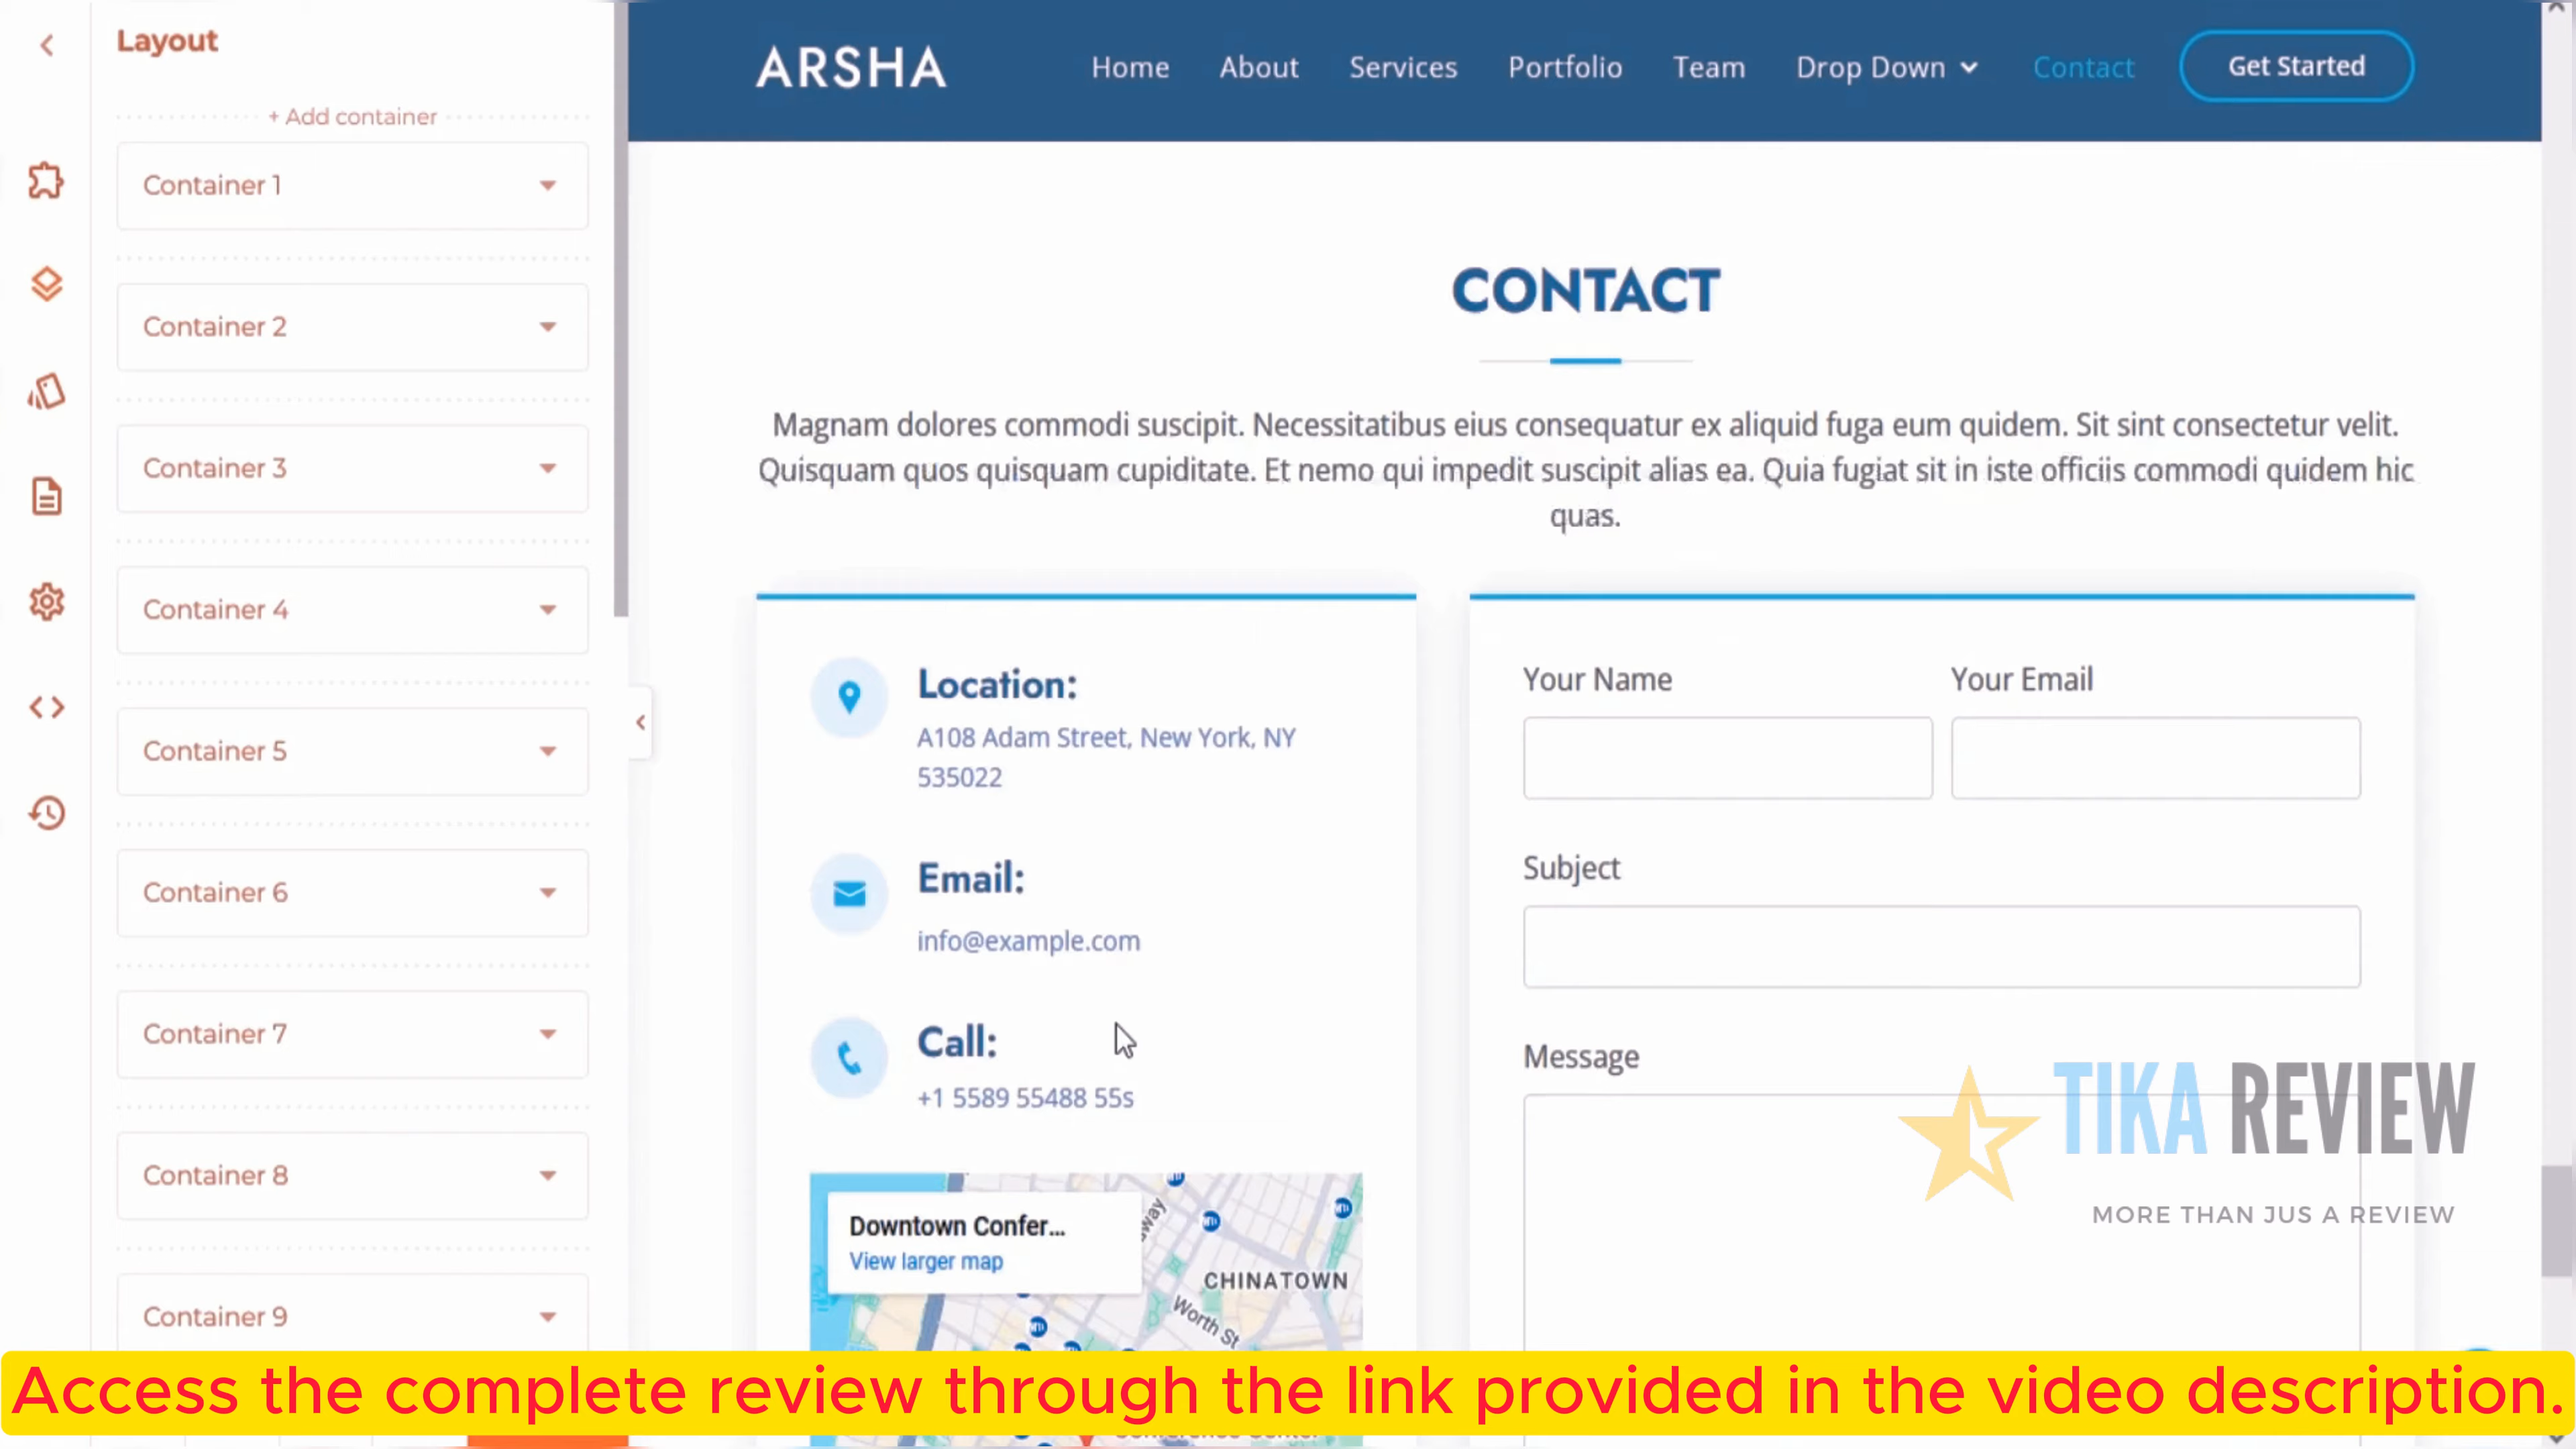 Layout
+ Add container
Container 1
Container 2
Container 3
Container 4
Container 5
Container 6
Container 7
Container 8
Container 9
ARSHA
Home
About
Services
Portfolio
Team
Drop Down
Contact
Get Started
CONTACT
Magnam dolores commodi suscipit. Necessitatibus eius consequatur ex aliquid fuga eum quidem. Sit sint consectetur velit.
Quisquam quos quisquam cupiditate. Et nemo qui impedit suscipit alias ea. Quia fugiat sit in iste officiis commodi quidem hic
quas.
Location:
A108 Adam Street, New York, NY
535022
Email:
info@example.com
Call:
+1 5589 55488 55s
Downtown Confer...
View larger map
CHINATOWN
Worth St
Your Name
Your Email
Subject
Message
TIKA REVIEW
MORE THAN JUS A REVIEW
Access the complete review through the link provided in the video description.